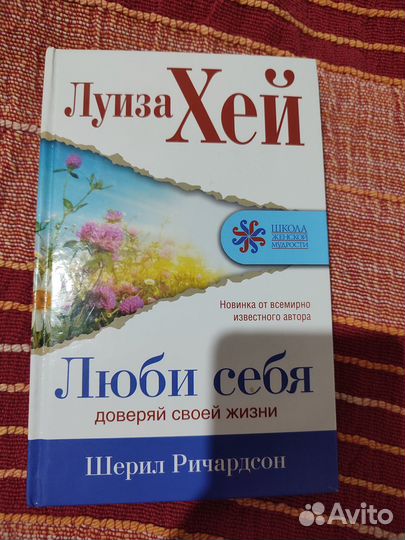 Луиза Хей
ШКОЛА
ЖЕНСКОЙ
МУДРОСТИ
Новинка от всемирно
известного автора
Люби себя
доверяй своей жизни
Шерил Ричардсон
Avito